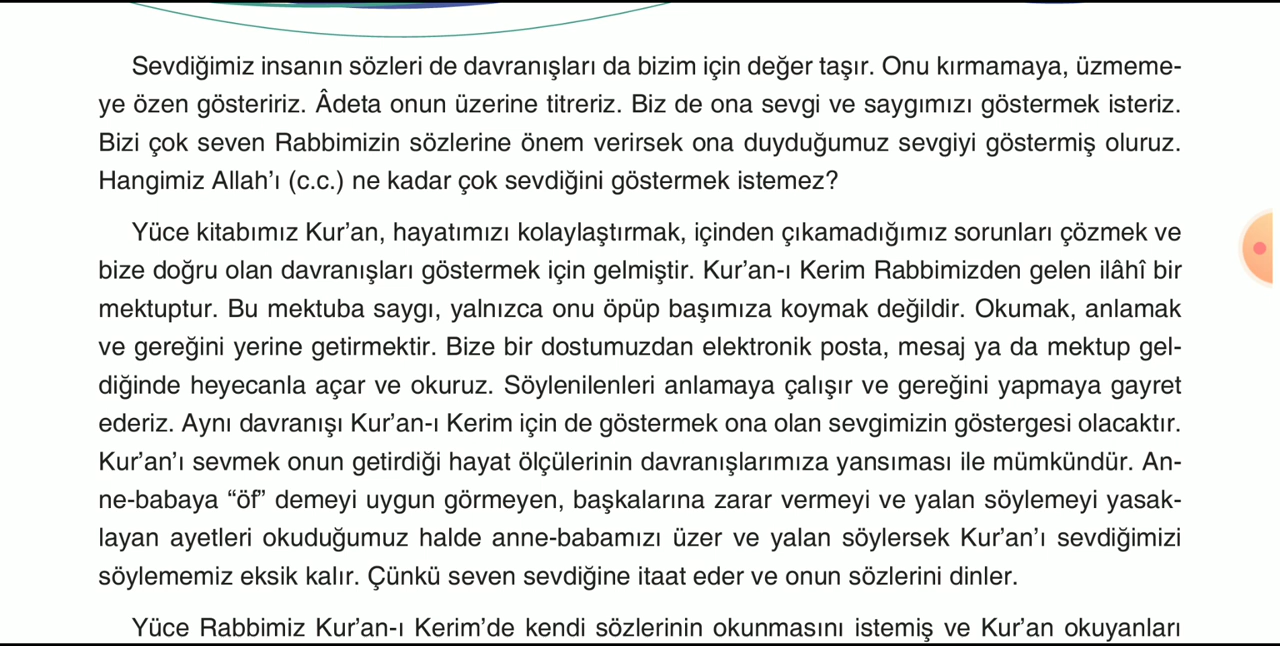 Sevdiğimiz insanın sözleri de davranışları da bizim için değer taşır. Onu kırmamaya, üzmeme-
ye özen gösteririz. Âdeta onun üzerine titreriz. Biz de ona sevgi ve saygımızı göstermek isteriz.
Bizi çok seven Rabbimizin sözlerine önem verirsek ona duyduğumuz sevgiyi göstermiş oluruz.
Hangimiz Allah’ı (c.c.) ne kadar çok sevdiğini göstermek istemez?
Yüce kitabımız Kur’an, hayatımızı kolaylaştırmak, içinden çıkamadığımız sorunları çözmek ve
bize doğru olan davranışları göstermek için gelmiştir. Kur’an-ı Kerim Rabbimizden gelen ilâhî bir
mektuptur. Bu mektuba saygı, yalnızca onu öpüp başımıza koymak değildir. Okumak, anlamak
ve gereğini yerine getirmektir. Bize bir dostumuzdan elektronik posta, mesaj ya da mektup gel-
diğinde heyecanla açar ve okuruz. Söylenilenleri anlamaya çalışır ve gereğini yapmaya gayret
ederiz. Aynı davranışı Kur’an-ı Kerim için de göstermek ona olan sevgimizin göstergesi olacaktır.
Kur’an’ı sevmek onun getirdiği hayat ölçülerinin davranışlarımıza yansıması ile mümkündür. An-
ne-babaya “öf” demeyi uygun görmeyen, başkalarına zarar vermeyi ve yalan söylemeyi yasak-
layan ayetleri okuduğumuz halde anne-babamızı üzer ve yalan söylersek Kur’an’ı sevdiğimizi
söylememiz eksik kalır. Çünkü seven sevdiğine itaat eder ve onun sözlerini dinler.
Yüce Rabbimiz Kur’an-ı Kerim’de kendi sözlerinin okunmasını istemiş ve Kur’an okuyanları